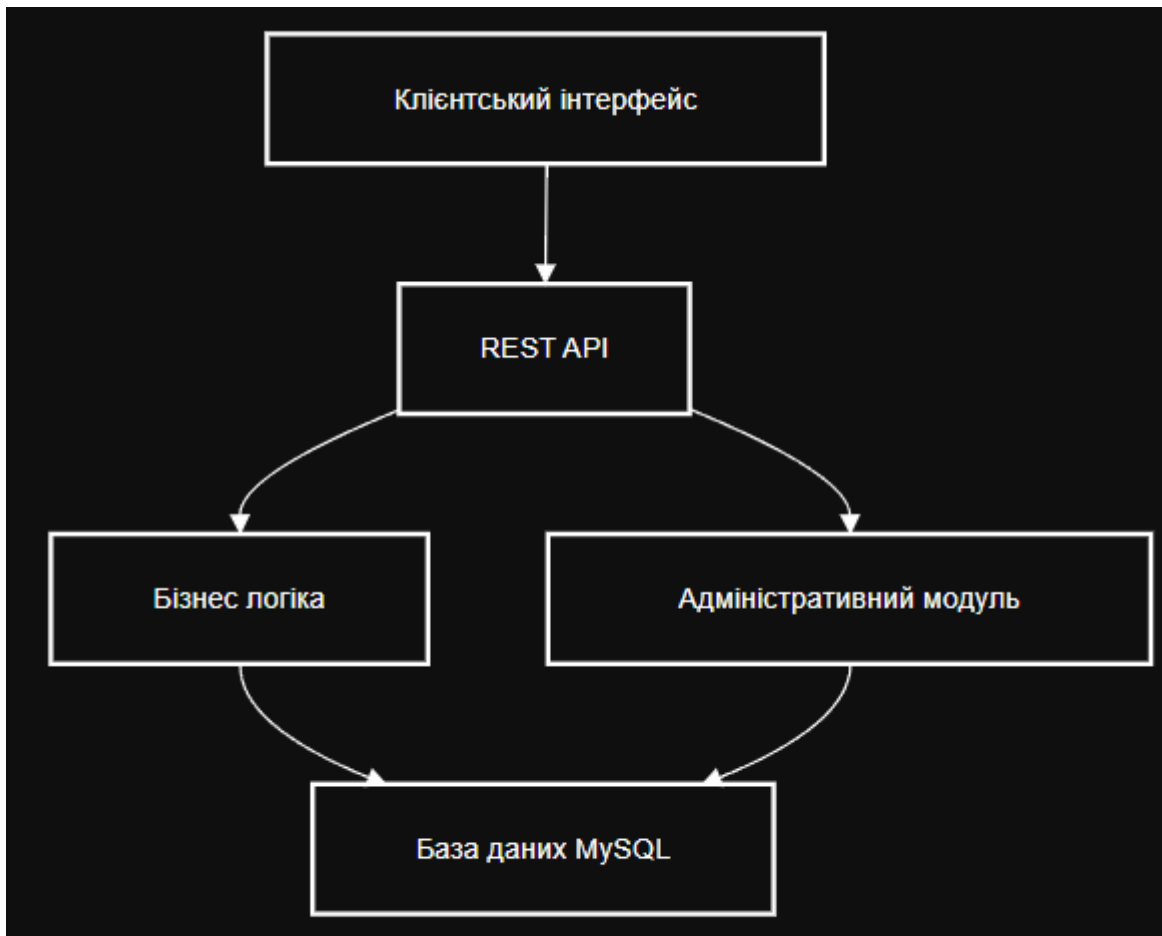 Клієнтський інтерфейс
REST API
Бізнес логіка
Адміністративний модуль
База даних MySQL